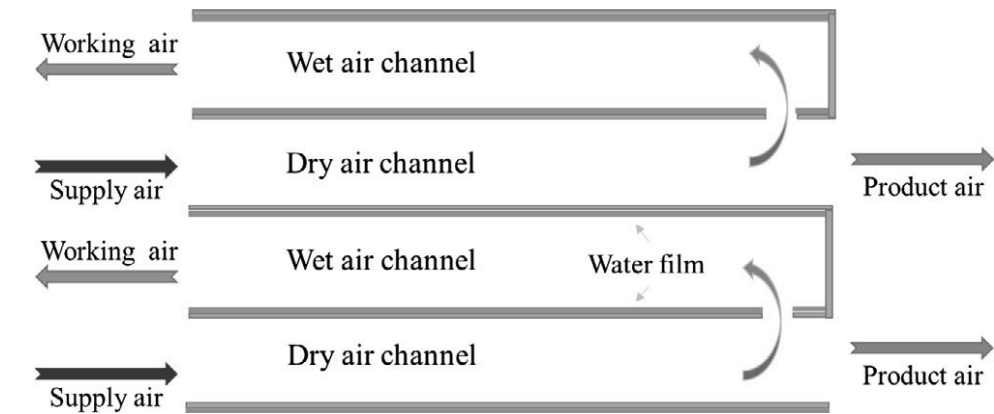 Working air
Wet air channel
Dry air channel
Supply air
Product air
Working air
Wet air channel
Water film
Dry air channel
Supply air
Product air